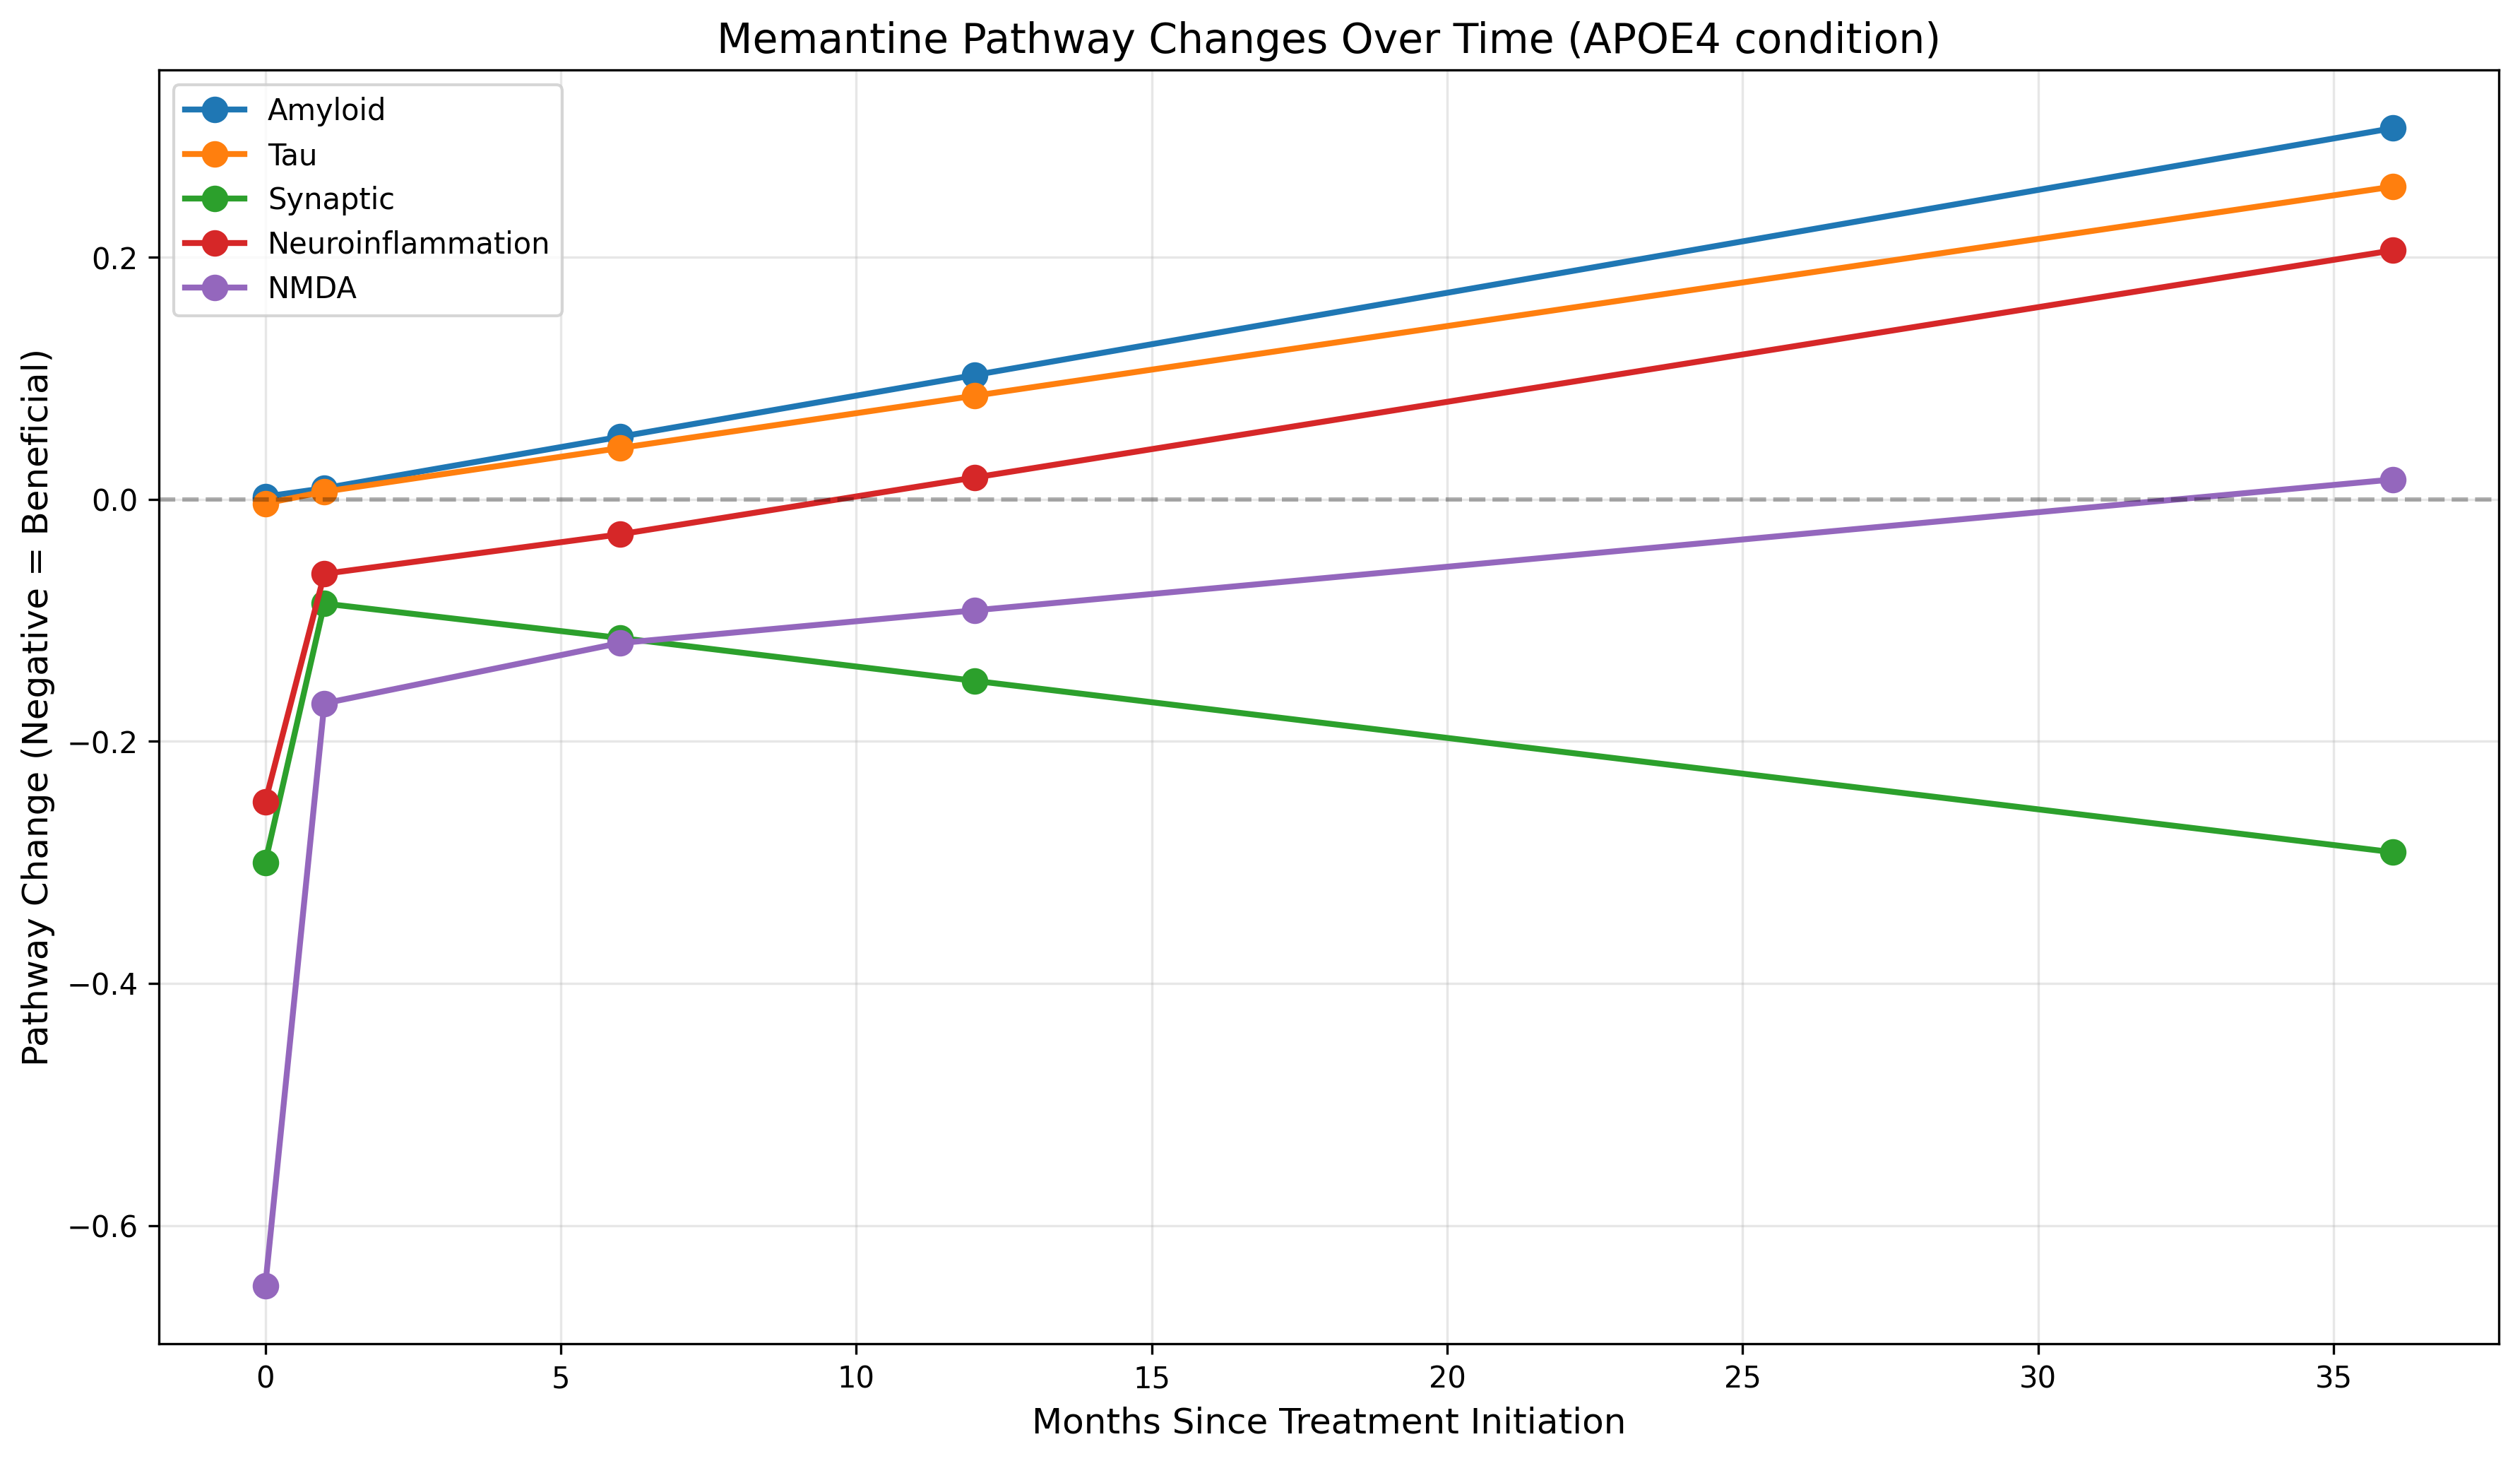 Memantine Pathway Changes Over Time (APOE4 condition)
Amyloid
Tau
Synaptic
Neuroinflammation
NMDA
Pathway Change (Negative = Beneficial)
0.2
0.0
−0.2
−0.4
−0.6
0
5
10
15
20
25
30
35
Months Since Treatment Initiation